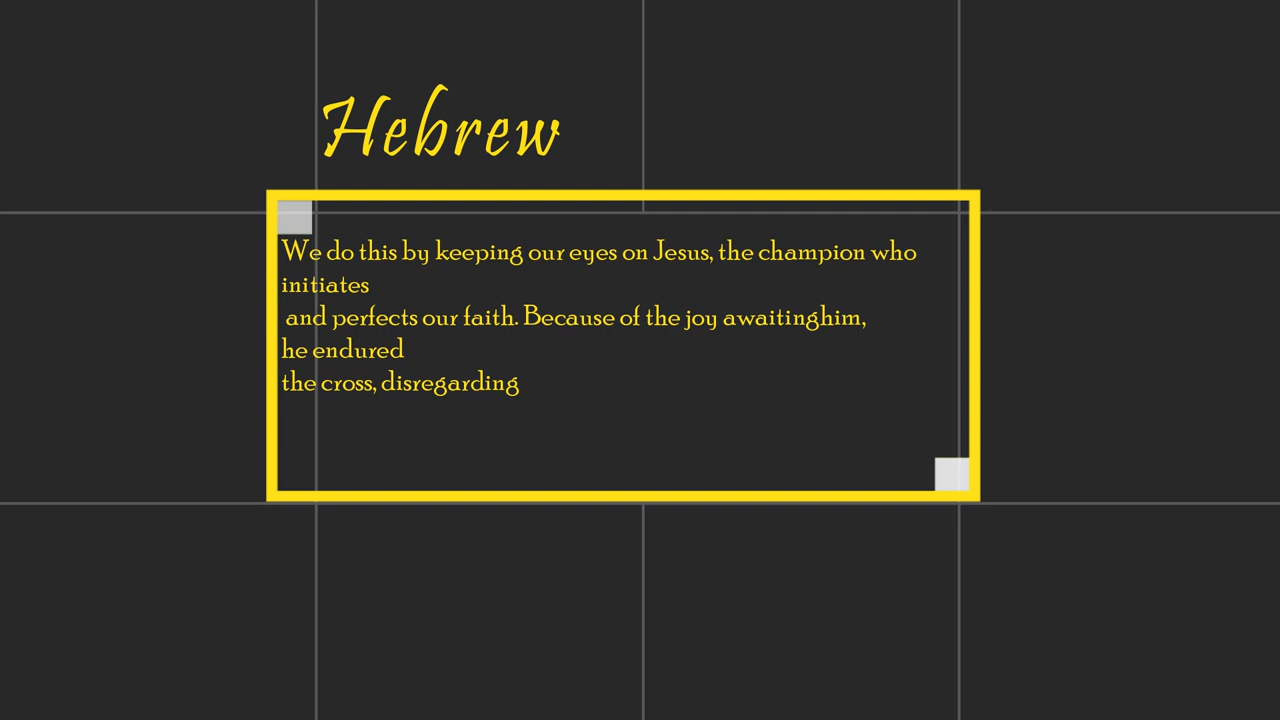 Hebrew
We do this by keeping our eyes on Jesus, the champion who
initiates
and perfects our faith. Because of the joy awaitinghim,
he endured
the cross, disregarding